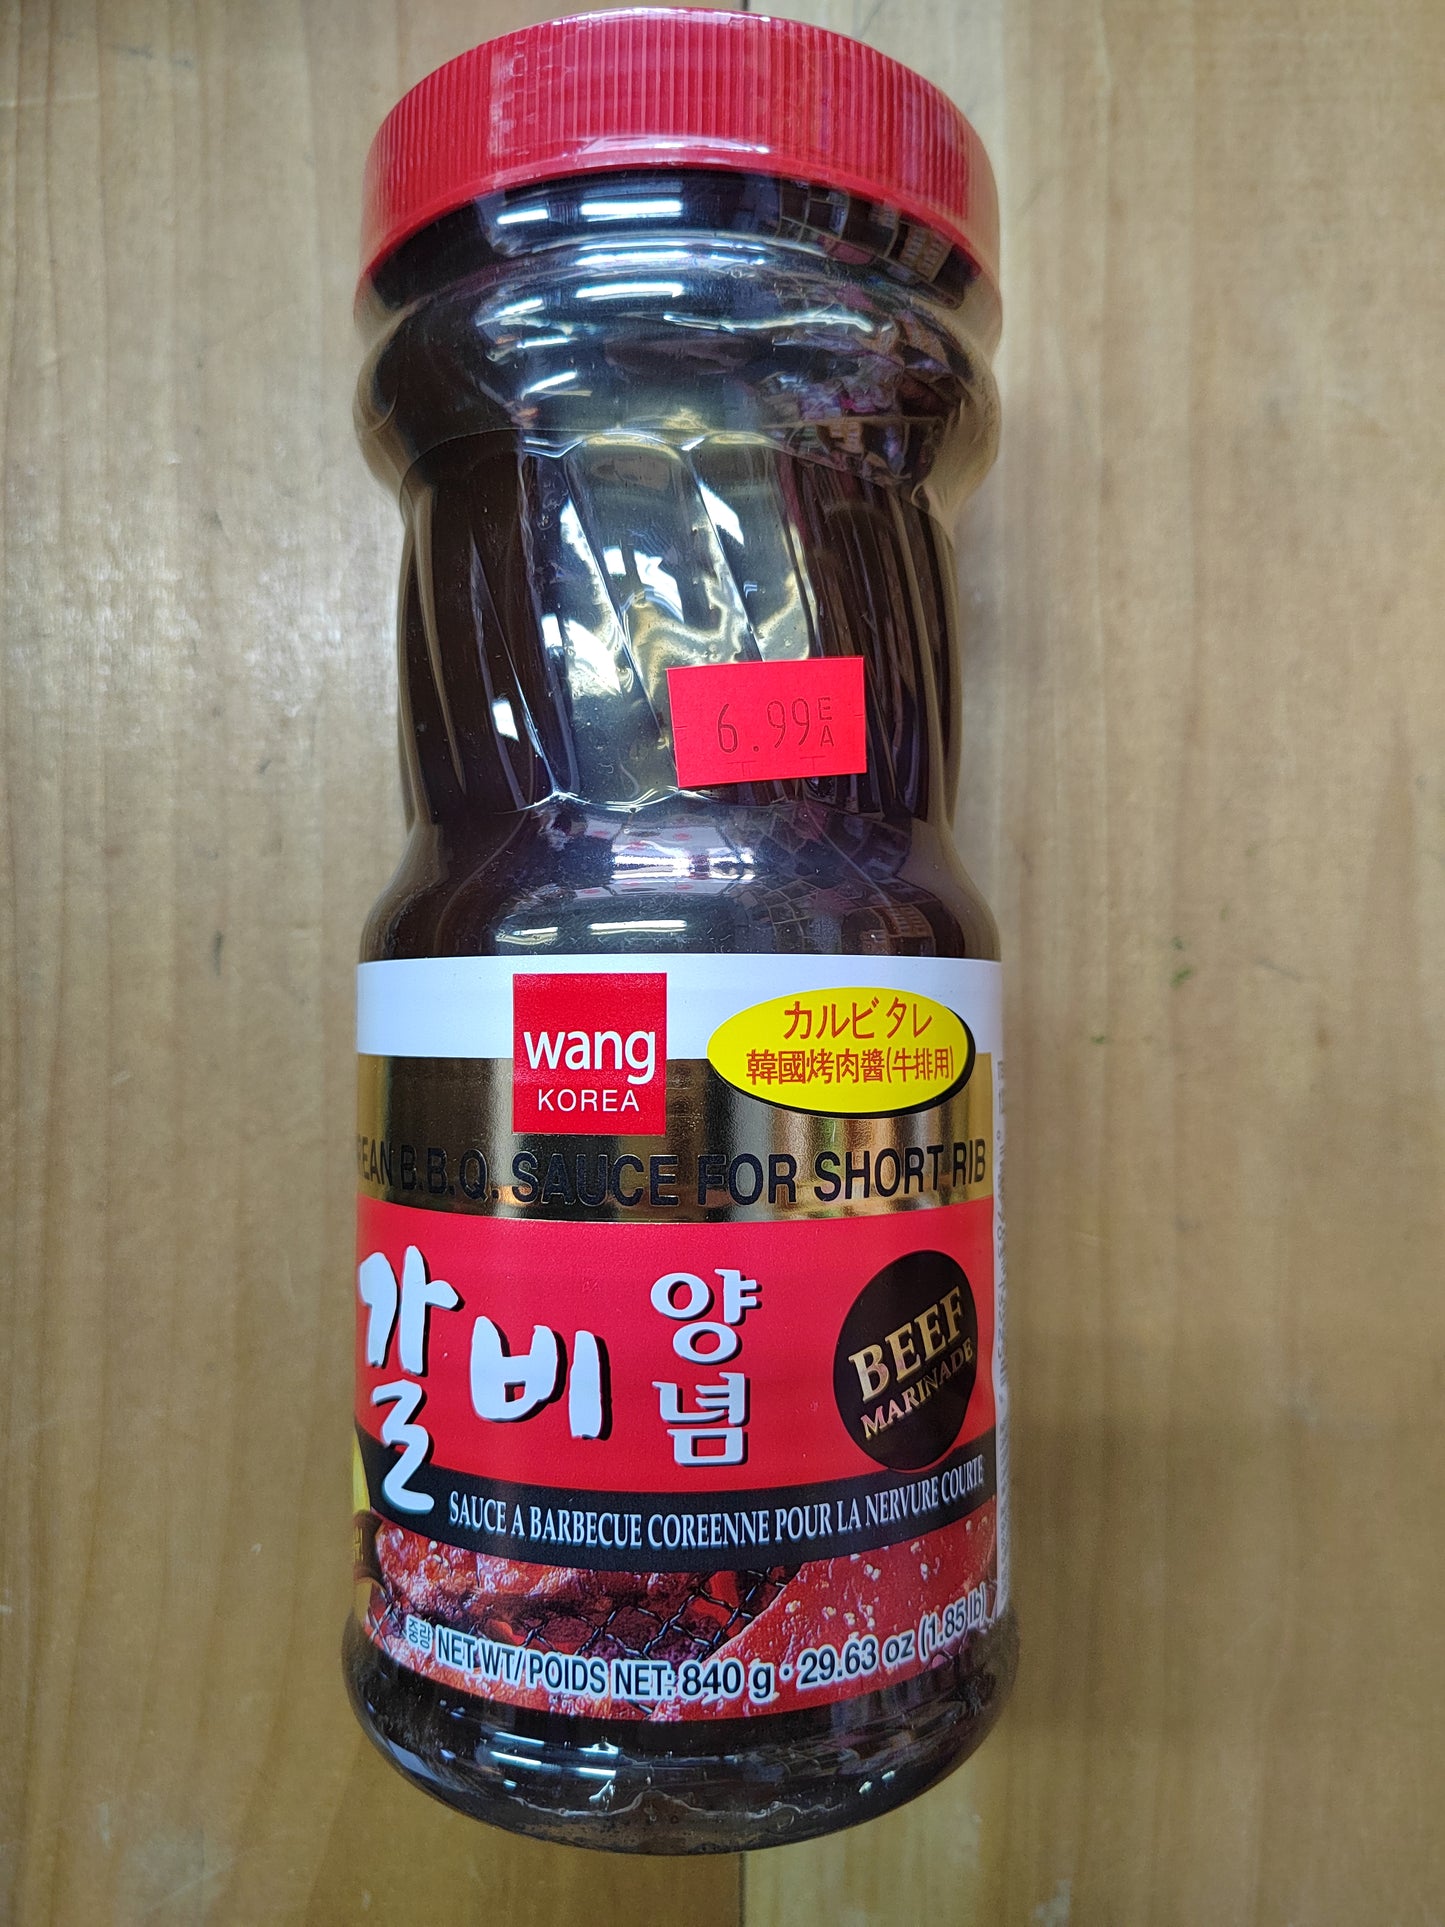 6.99 EA
wang
KOREA
カルビタレ
韓國烤肉醬(牛排用)
B.B.Q. SAUCE FOR SHORT RIB
갈비 양념
BEEF
MARINADE
SAUCE A BARBECUE COREENNE POUR LA NERVURE COURTE
중량 NET WT/POIDS NET: 840 g · 29.63 oz (1.85 lb)